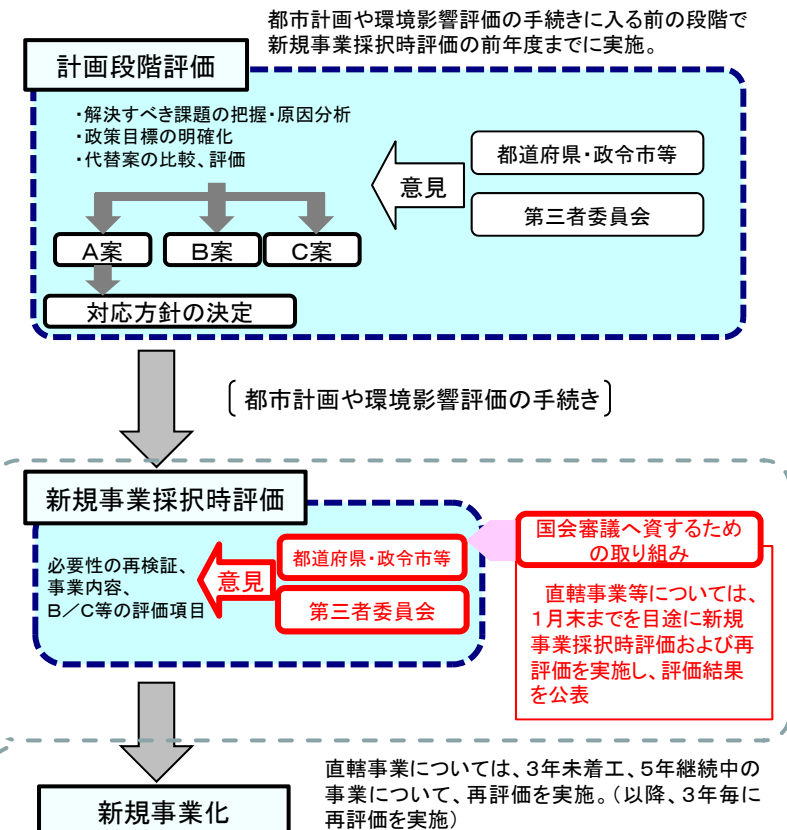 都市計画や環境影響評価の手続きに入る前の段階で
新規事業採択時評価の前年度までに実施。
計画段階評価
・解決すべき課題の把握・原因分析
・政策目標の明確化
・代替案の比較、評価
意見
都道府県・政令市等
第三者委員会
A案
B案
C案
対応方針の決定
〔都市計画や環境影響評価の手続き〕
新規事業採択時評価
必要性の再検証、
事業内容、
B/C等の評価項目
意見
都道府県・政令市等
第三者委員会
国会審議へ資するため
の取り組み
直轄事業等については、
1月末までを目途に新規
事業採択時評価および再
評価を実施し、評価結果
を公表
新規事業化
直轄事業については、3年未着工、5年継続中の
事業について、再評価を実施。(以降、3年毎に
再評価を実施)